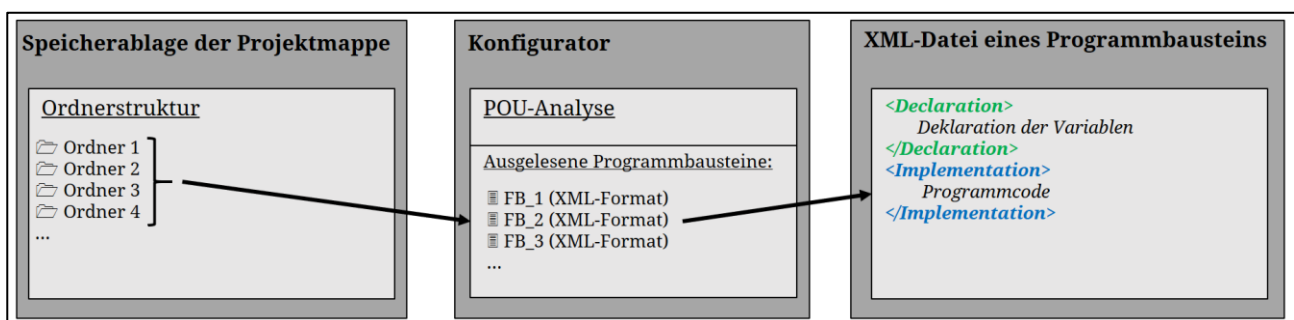 Speicherablage der Projektmappe
Ordnerstruktur
Ordner 1
Ordner 2
Ordner 3
Ordner 4
...
Konfigurator
POU-Analyse
Ausgelesene Programmbausteine:
FB_1 (XML-Format)
FB_2 (XML-Format)
FB_3 (XML-Format)
...
XML-Datei eines Programmbausteins
<Declaration>
Deklaration der Variablen
</Declaration>
<Implementation>
Programmcode
</Implementation>